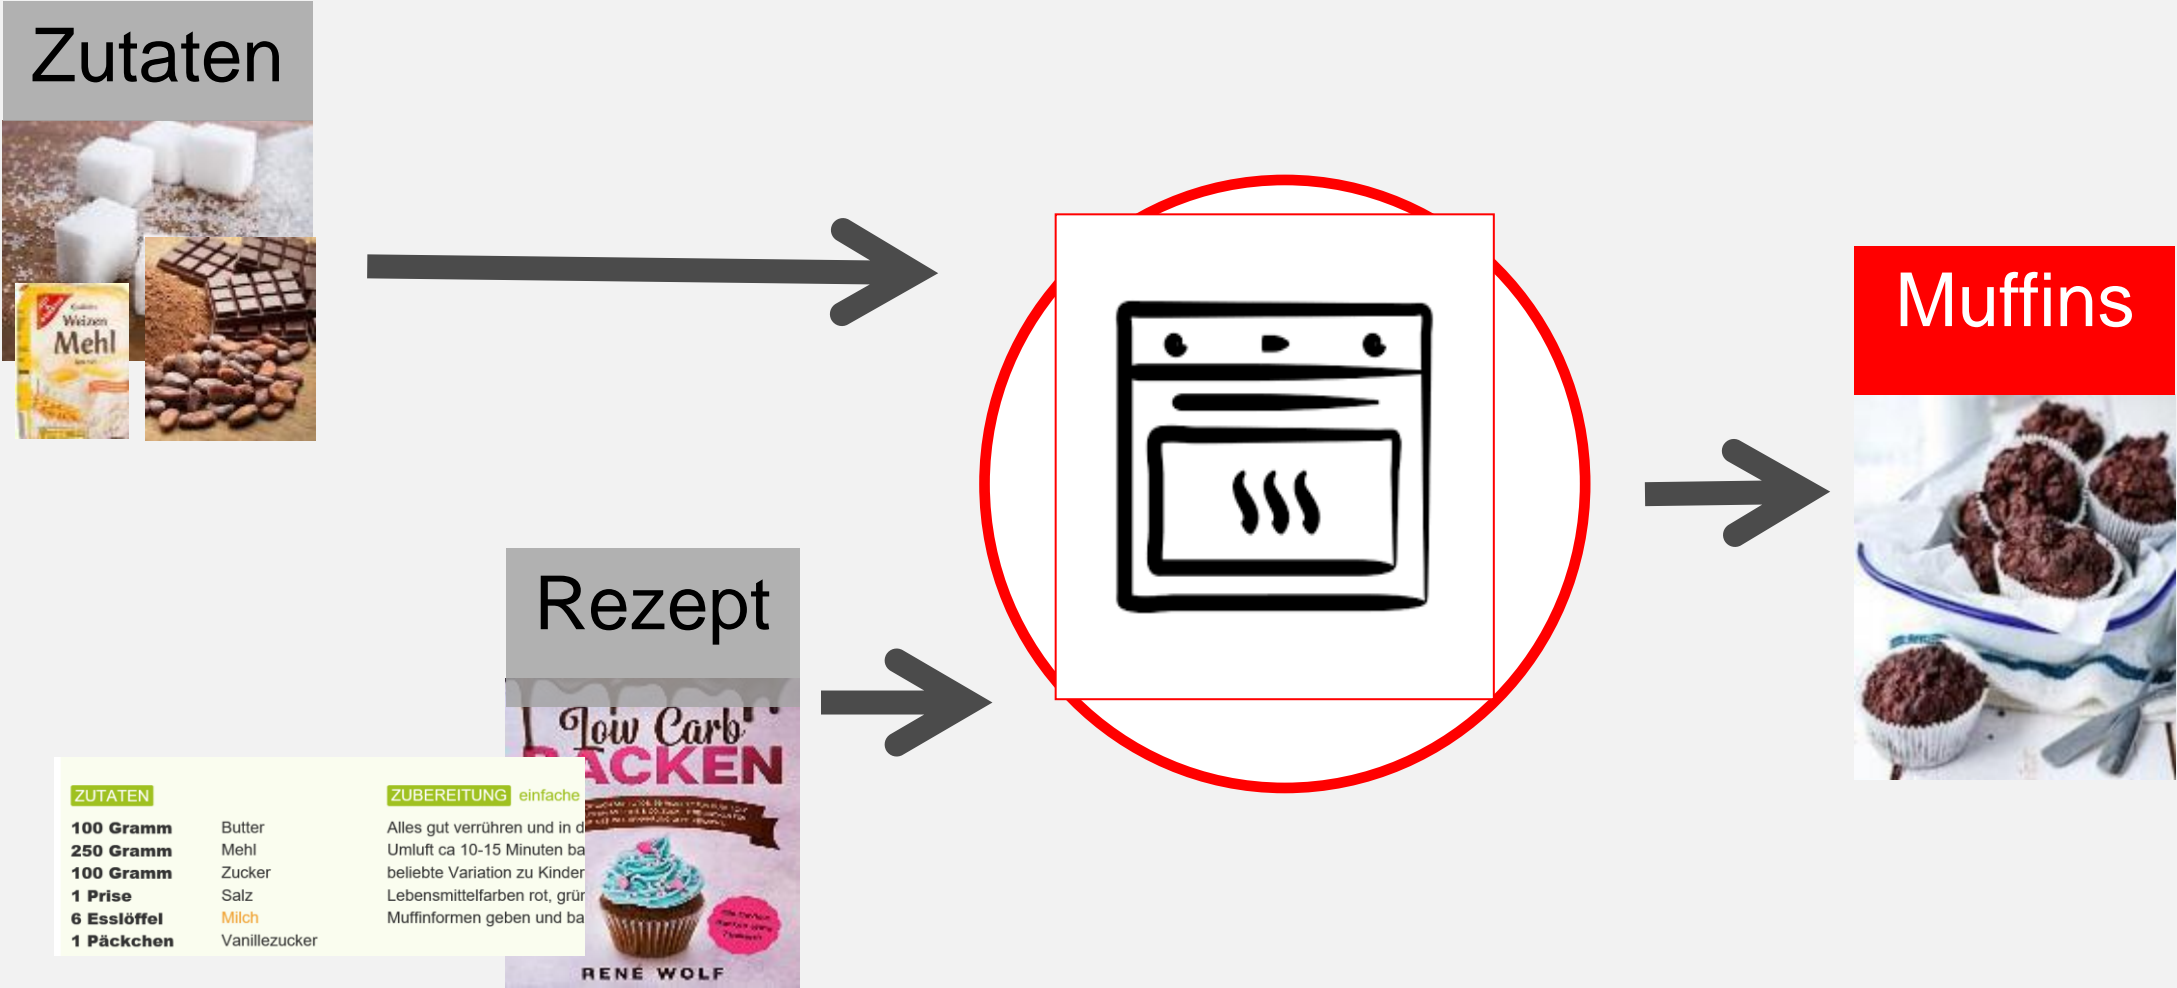 Zutaten
Weizen
Mehl
Muffins
Rezept
Low Carb
BACKEN
RENÉ WOLF
ZUTATEN
100 Gramm Butter
250 Gramm Mehl
100 Gramm Zucker
1 Prise Salz
6 Esslöffel Milch
1 Päckchen Vanillezucker
ZUBEREITUNG einfache
Alles gut verrühren und in d
Umluft ca 10-15 Minuten ba
beliebte Variation zu Kinder
Lebensmittelfarben rot, grür
Muffinformen geben und ba